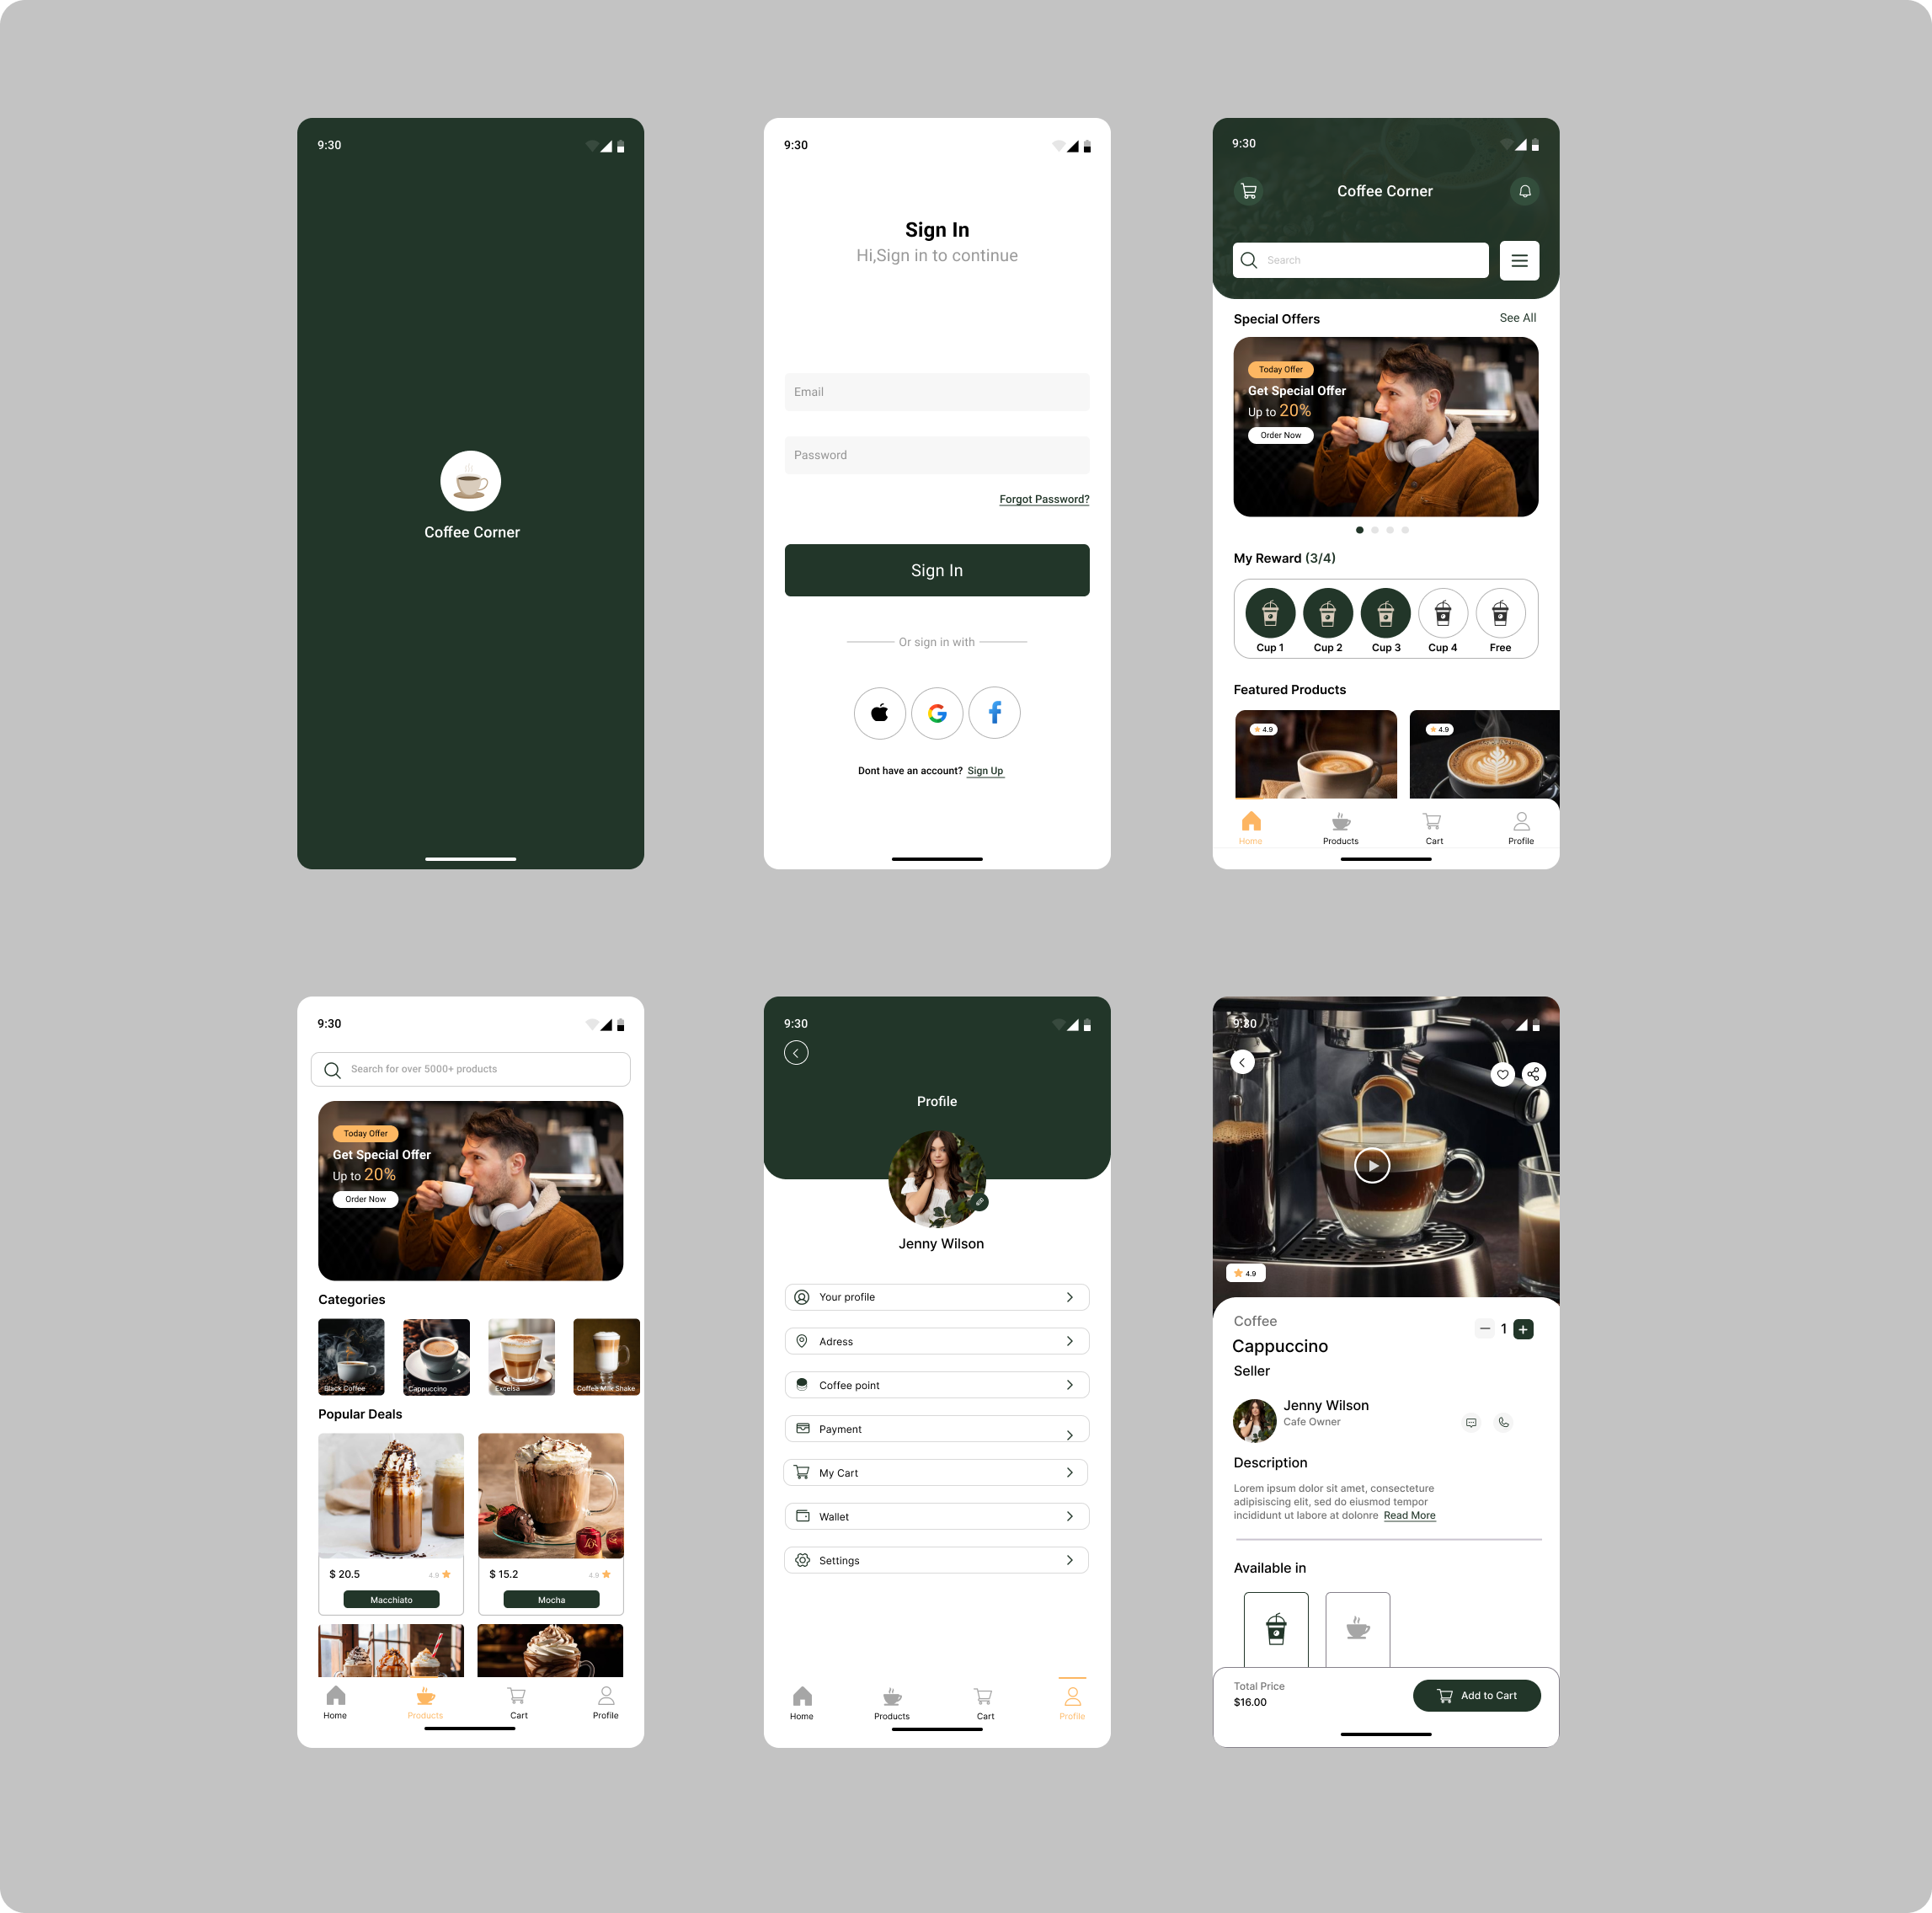 9:30
Coffee Corner
9:30
Sign In
Hi,Sign in to continue
Email
Password
Forgot Password?
Sign In
Or sign in with
Dont have an account? Sign Up
9:30
Coffee Corner
Search
Special Offers See All
Today Offer
Get Special Offer
Up to 20%
Order Now
My Reward (3/4)
Cup 1 Cup 2 Cup 3 Cup 4 Free
Featured Products
4.9 4.9
Home Products Cart Profile
9:30
Search for over 5000+ products
Today Offer
Get Special Offer
Up to 20%
Order Now
Categories
Black Coffee Cappuccino Excelsa Coffee Milk Shake
Popular Deals
$ 20.5 4.9 $ 15.2 4.9
Macchiato Mocha
Home Products Cart Profile
9:30
Profile
Jenny Wilson
Your profile
Adress
Coffee point
Payment
My Cart
Wallet
Settings
Home Products Cart Profile
9:30
4.9
Coffee
1
Cappuccino
Seller
Jenny Wilson
Cafe Owner
Description
Lorem ipsum dolor sit amet, consecteture
adipisiscing elit, sed do eiusmod tempor
incididunt ut labore at dolonre Read More
Available in
Total Price
$16.00
Add to Cart